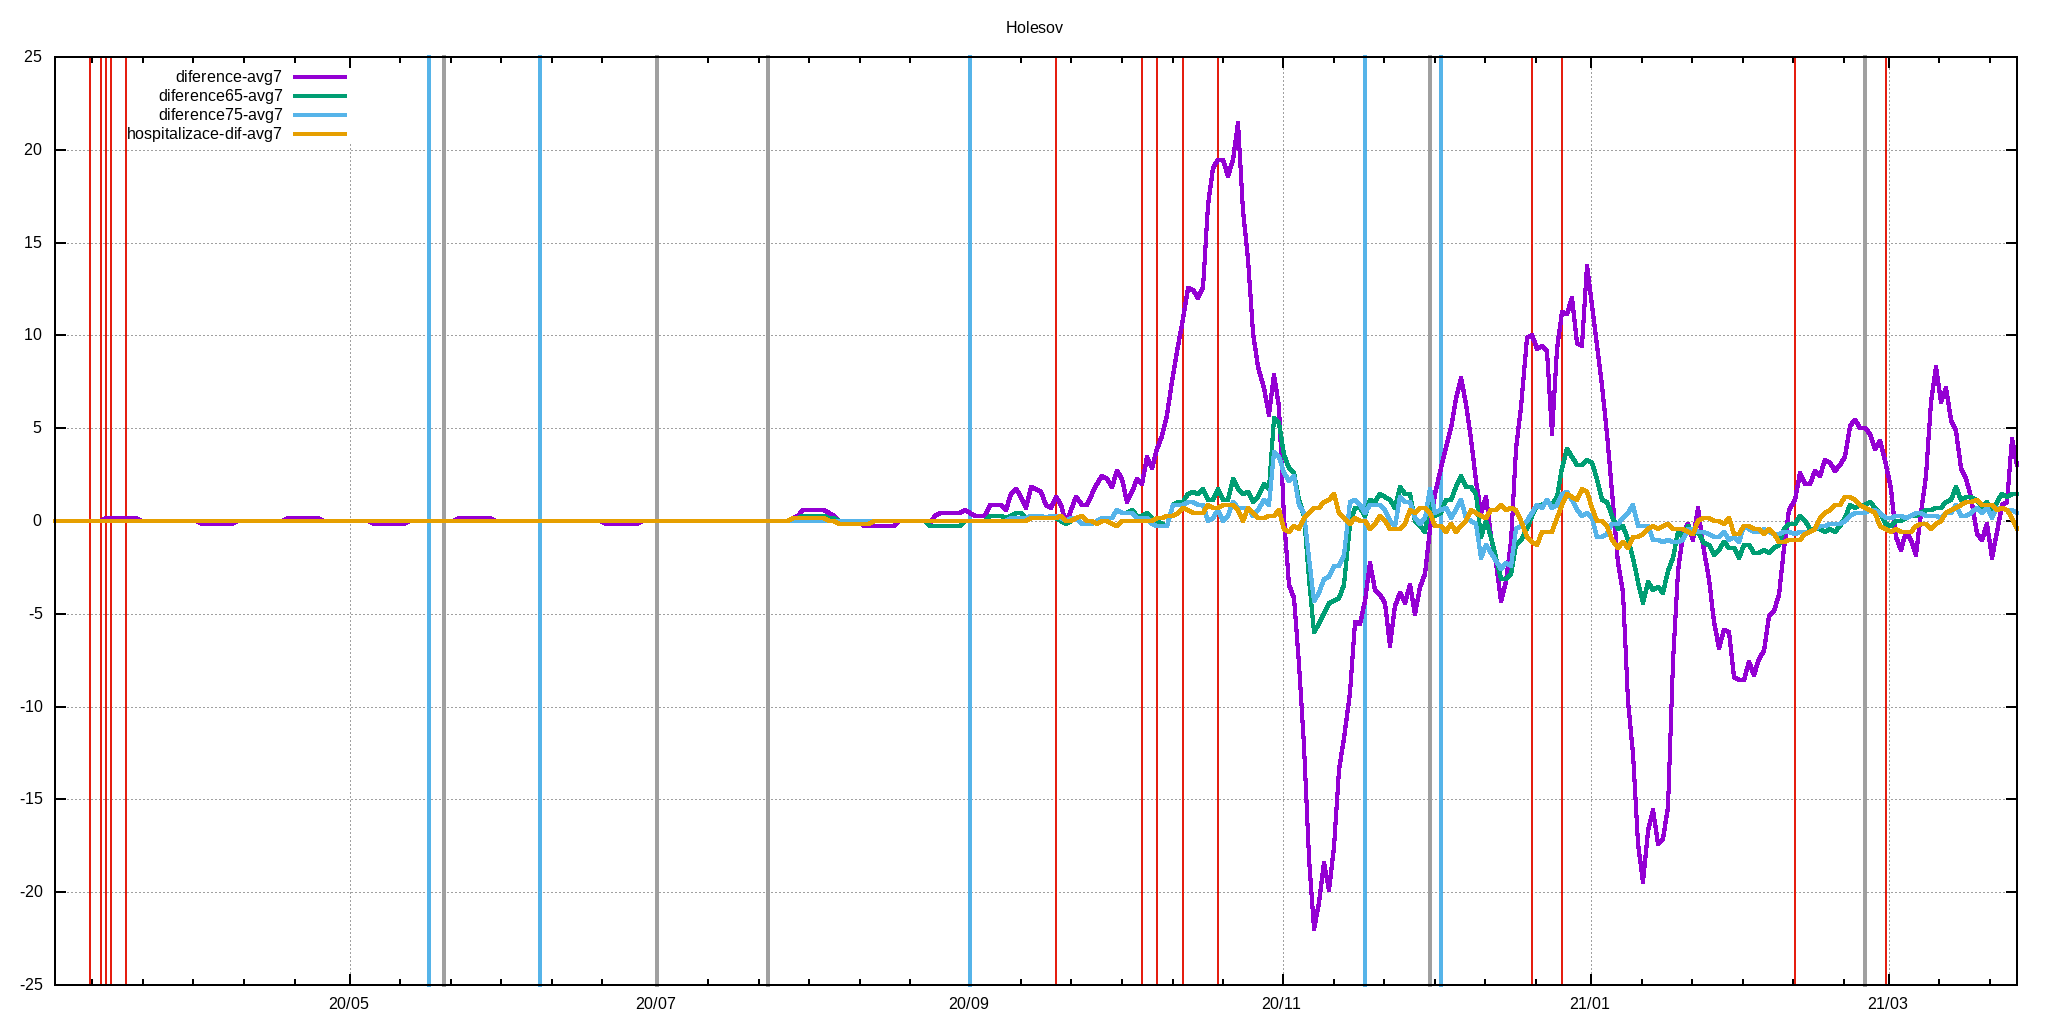 Holesov
diference-avg7
diference65-avg7
diference75-avg7
hospitalizace-dif-avg7
25
20
15
10
5
0
-5
-10
-15
-20
-25
20/05 20/07 20/09 20/11 21/01 21/03